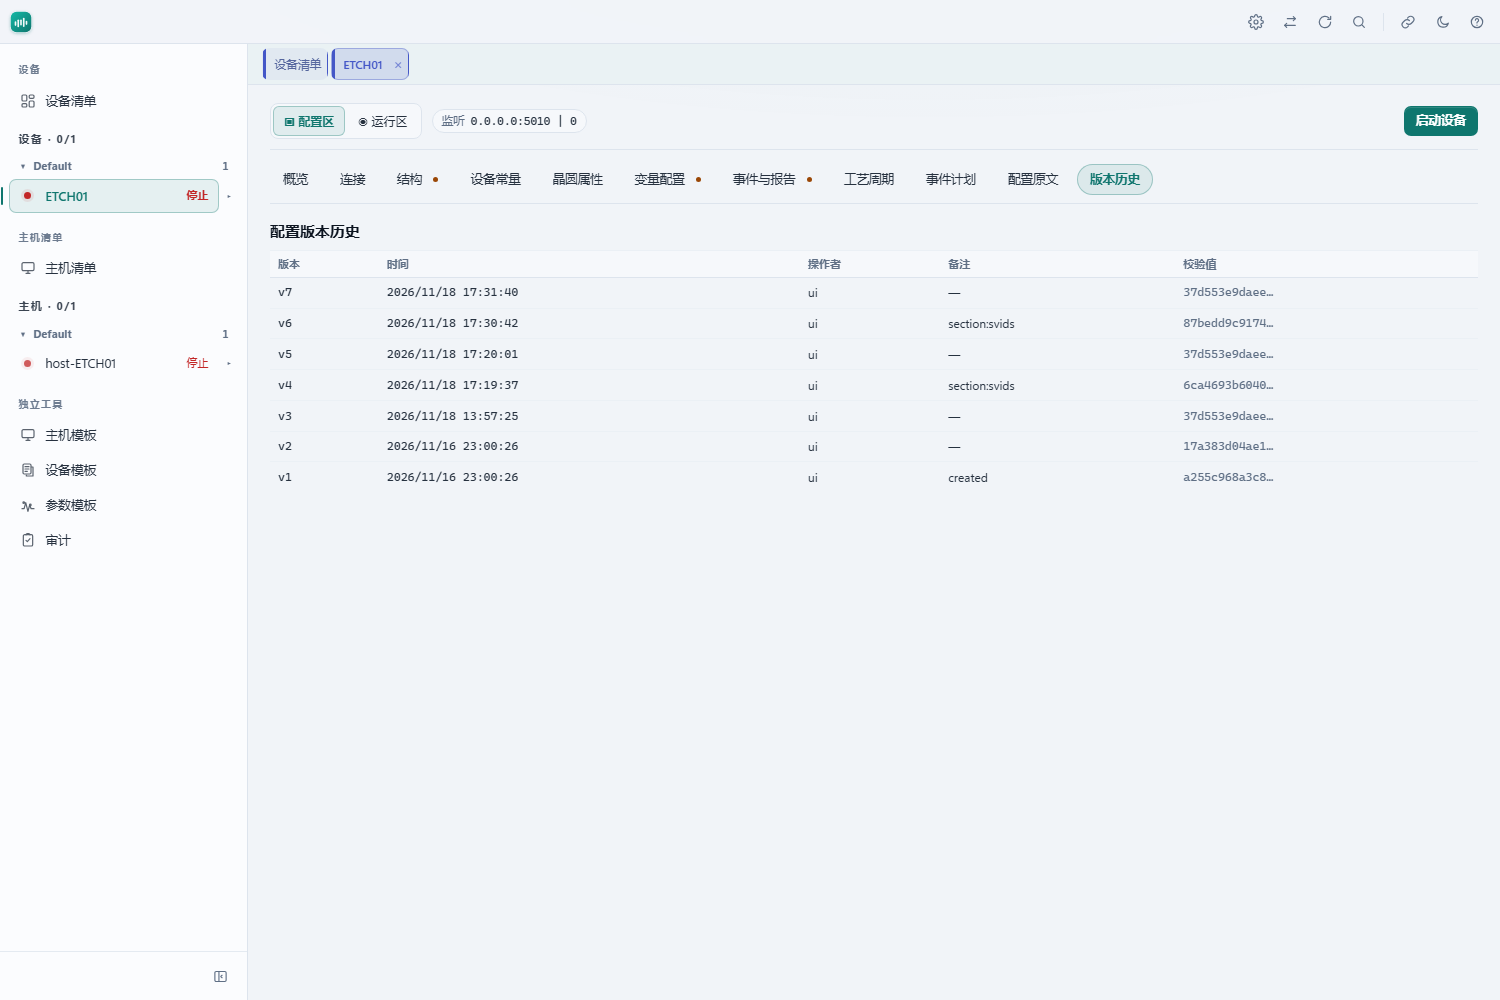 设备
设备清单
设备 · 0/1
Default 1
ETCH01 停止
主机清单
主机清单
主机 · 0/1
Default 1
host-ETCH01 停止
独立工具
主机模板
设备模板
参数模板
审计
设备清单 ETCH01 ×
配置区 运行区 监听 0.0.0.0:5010 | 0 启动设备
概览 连接 结构 设备常量 晶圆属性 变量配置 事件与报告 工艺周期 事件计划 配置原文 版本历史
配置版本历史
版本 时间 操作者 备注 校验值
v7 2026/11/18 17:31:40 ui — 37d553e9daee…
v6 2026/11/18 17:30:42 ui section:svids 87bedd9c9174…
v5 2026/11/18 17:20:01 ui — 37d553e9daee…
v4 2026/11/18 17:19:37 ui section:svids 6ca4693b6040…
v3 2026/11/18 13:57:25 ui — 37d553e9daee…
v2 2026/11/16 23:00:26 ui — 17a383d04ae1…
v1 2026/11/16 23:00:26 ui created a255c968a3c8…